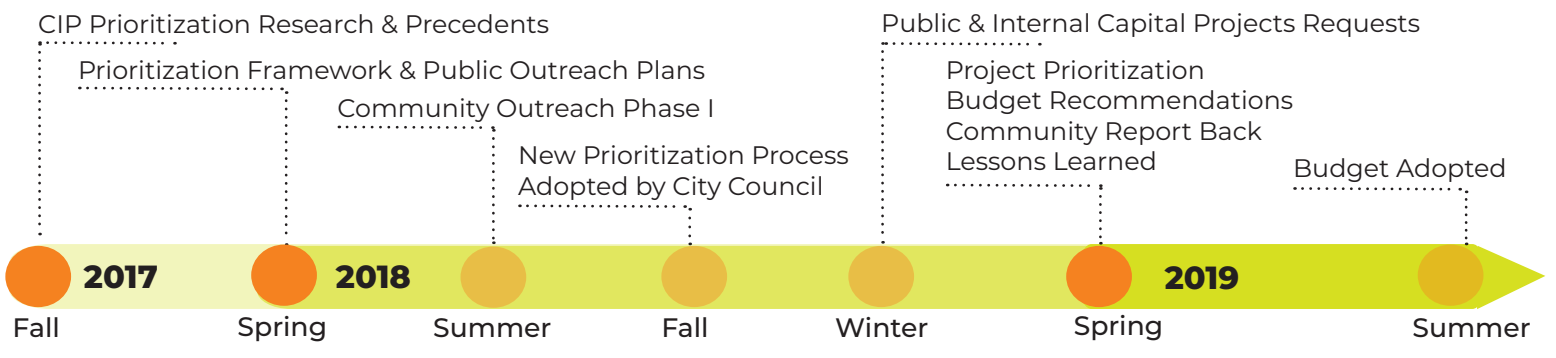 CIP Prioritization Research & Precedents
Prioritization Framework & Public Outreach Plans
Community Outreach Phase I
New Prioritization Process
Adopted by City Council
Public & Internal Capital Projects Requests
Project Prioritization
Budget Recommendations
Community Report Back
Lessons Learned
Budget Adopted
2017
2018
2019
Fall
Spring
Summer
Fall
Winter
Spring
Summer